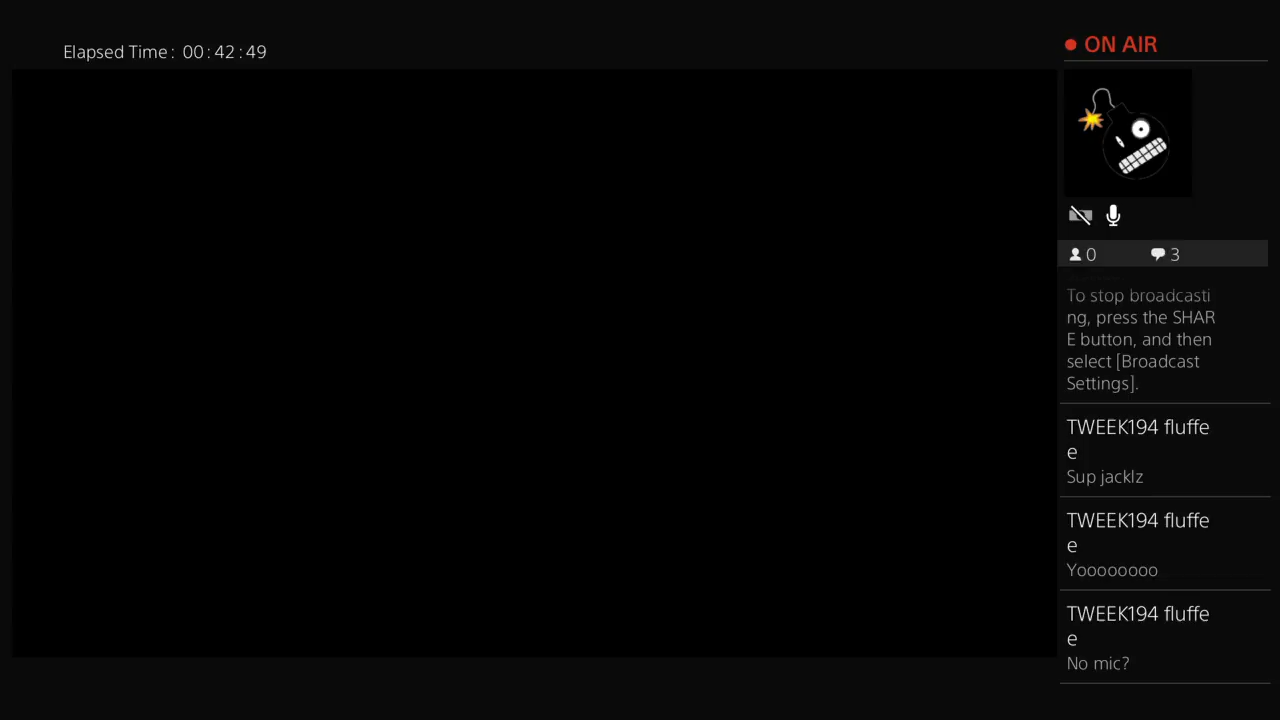 Elapsed Time: 00:42:49
ON AIR
0 3
To stop broadcasti
ng, press the SHAR
E button, and then
select [Broadcast
Settings].
TWEEK194 fluffe
e
Sup jacklz
TWEEK194 fluffe
e
Yoooooooo
TWEEK194 fluffe
e
No mic?